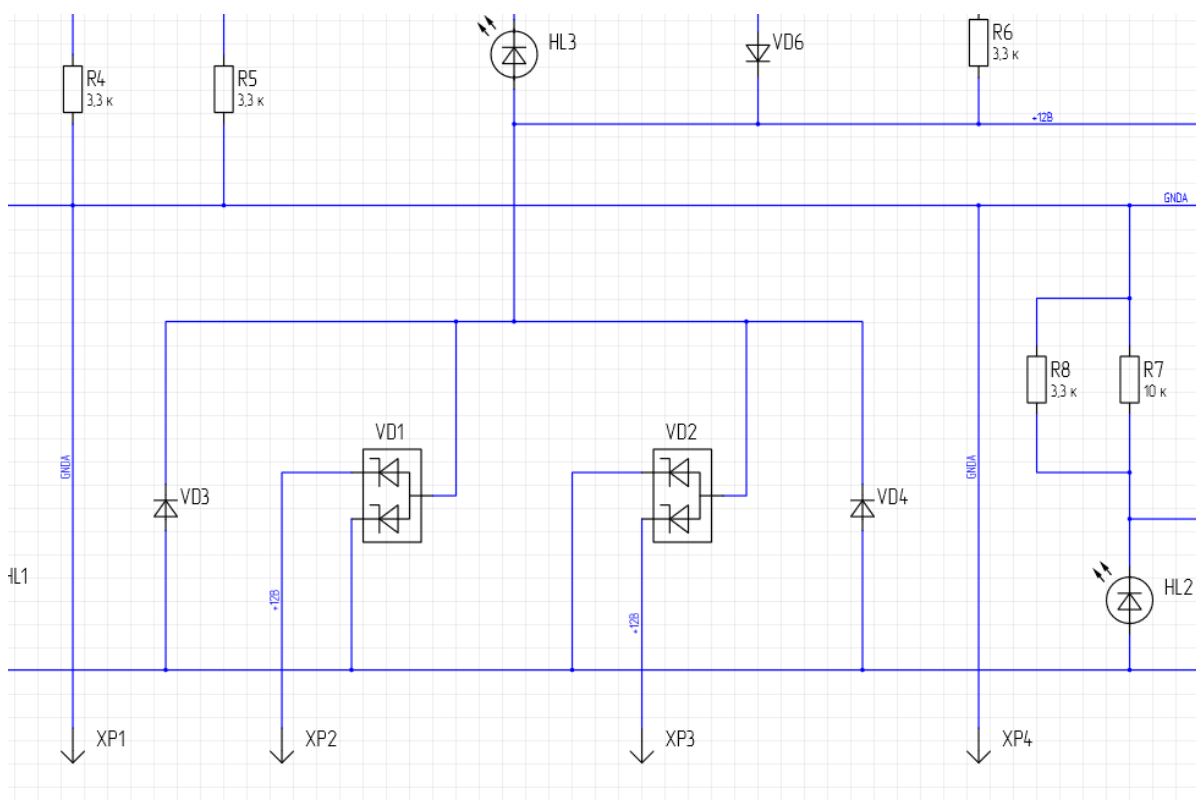 HL3
VD6
R6
3,3 к
R4
3,3 к
R5
3,3 к
+12В
GNDA
R8
3,3 к
R7
10 к
VD1
VD2
GNDA
GNDA
VD3
VD4
HL1
HL2
+12В
+12В
XP1
XP2
XP3
XP4